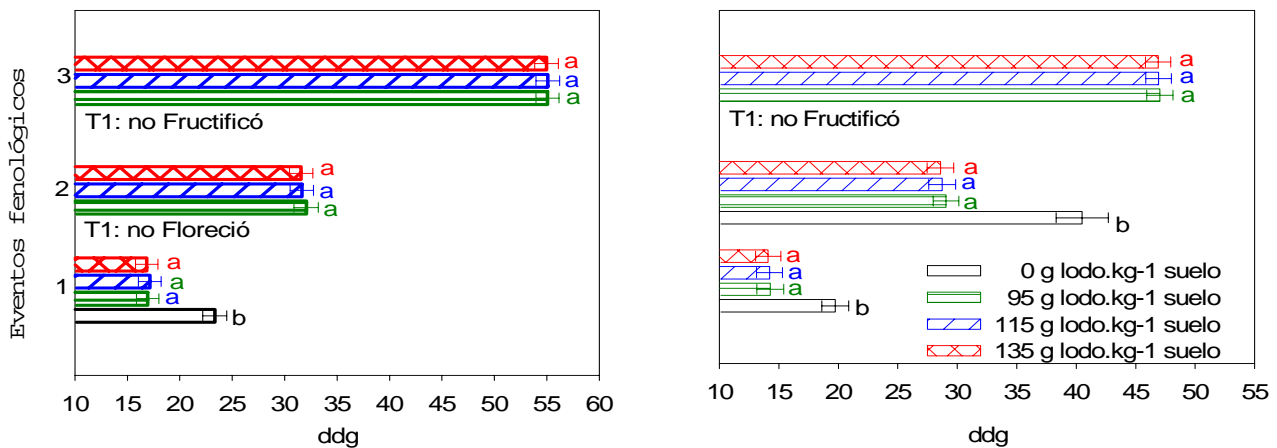 Eventos fenológicos
3
a
a
a
T1: no Fructificó
2
a
a
a
T1: no Floreció
1
a
a
a
b
10 15 20 25 30 35 40 45 50 55 60
ddg
a
a
a
T1: no Fructificó
a
a
a
b
a
a
a
b
0 g lodo.kg-1 suelo
95 g lodo.kg-1 suelo
115 g lodo.kg-1 suelo
135 g lodo.kg-1 suelo
10 15 20 25 30 35 40 45 50 55
ddg